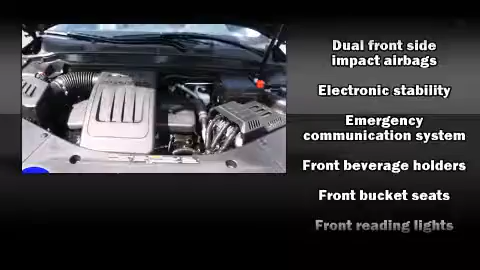 Dual front side
impact airbags
Electronic stability
Emergency
communication system
Front beverage holders
Front bucket seats
Front reading lights